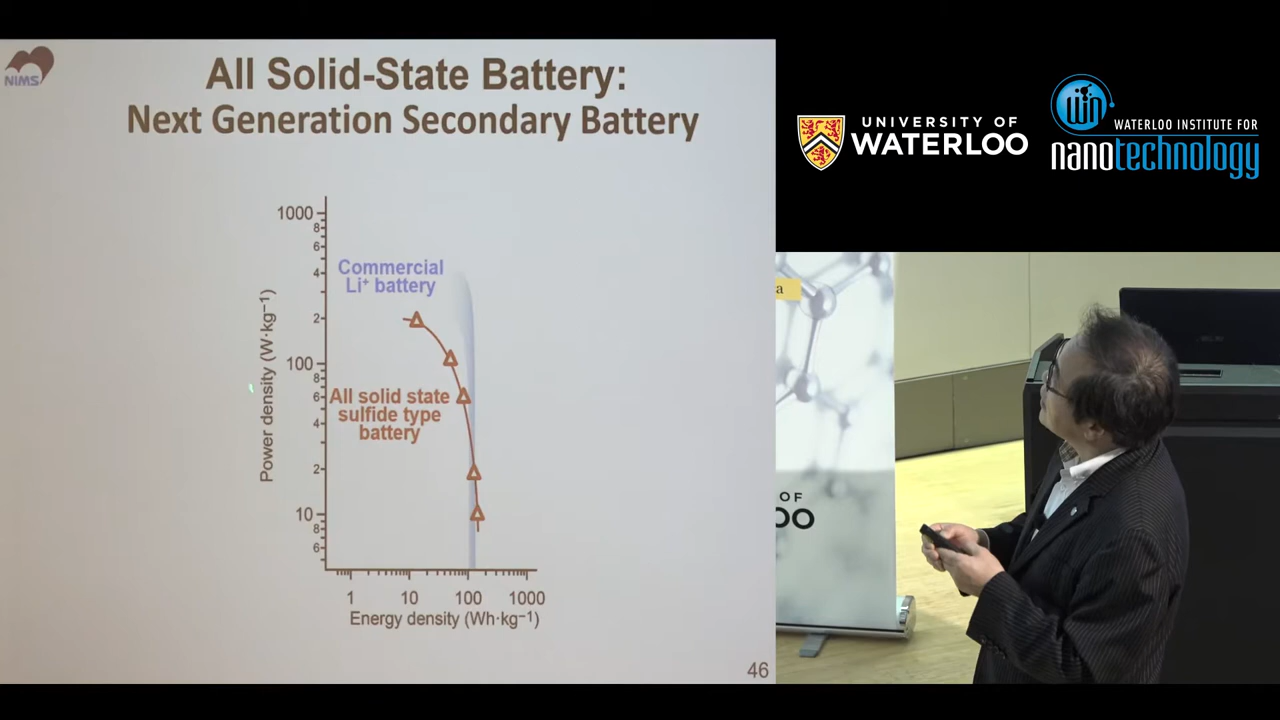 NIMS
All Solid-State Battery:
Next Generation Secondary Battery
1000
8
6
4
2
100
8
6
4
2
10
8
6
Power density (W·kg⁻¹)
Commercial
Li⁺ battery
All solid state
sulfide type
battery
1 10 100 1000
Energy density (Wh·kg⁻¹)
46
UNIVERSITY OF
WATERLOO
WIN
WATERLOO INSTITUTE FOR
nanotechnology
a
OF
OO